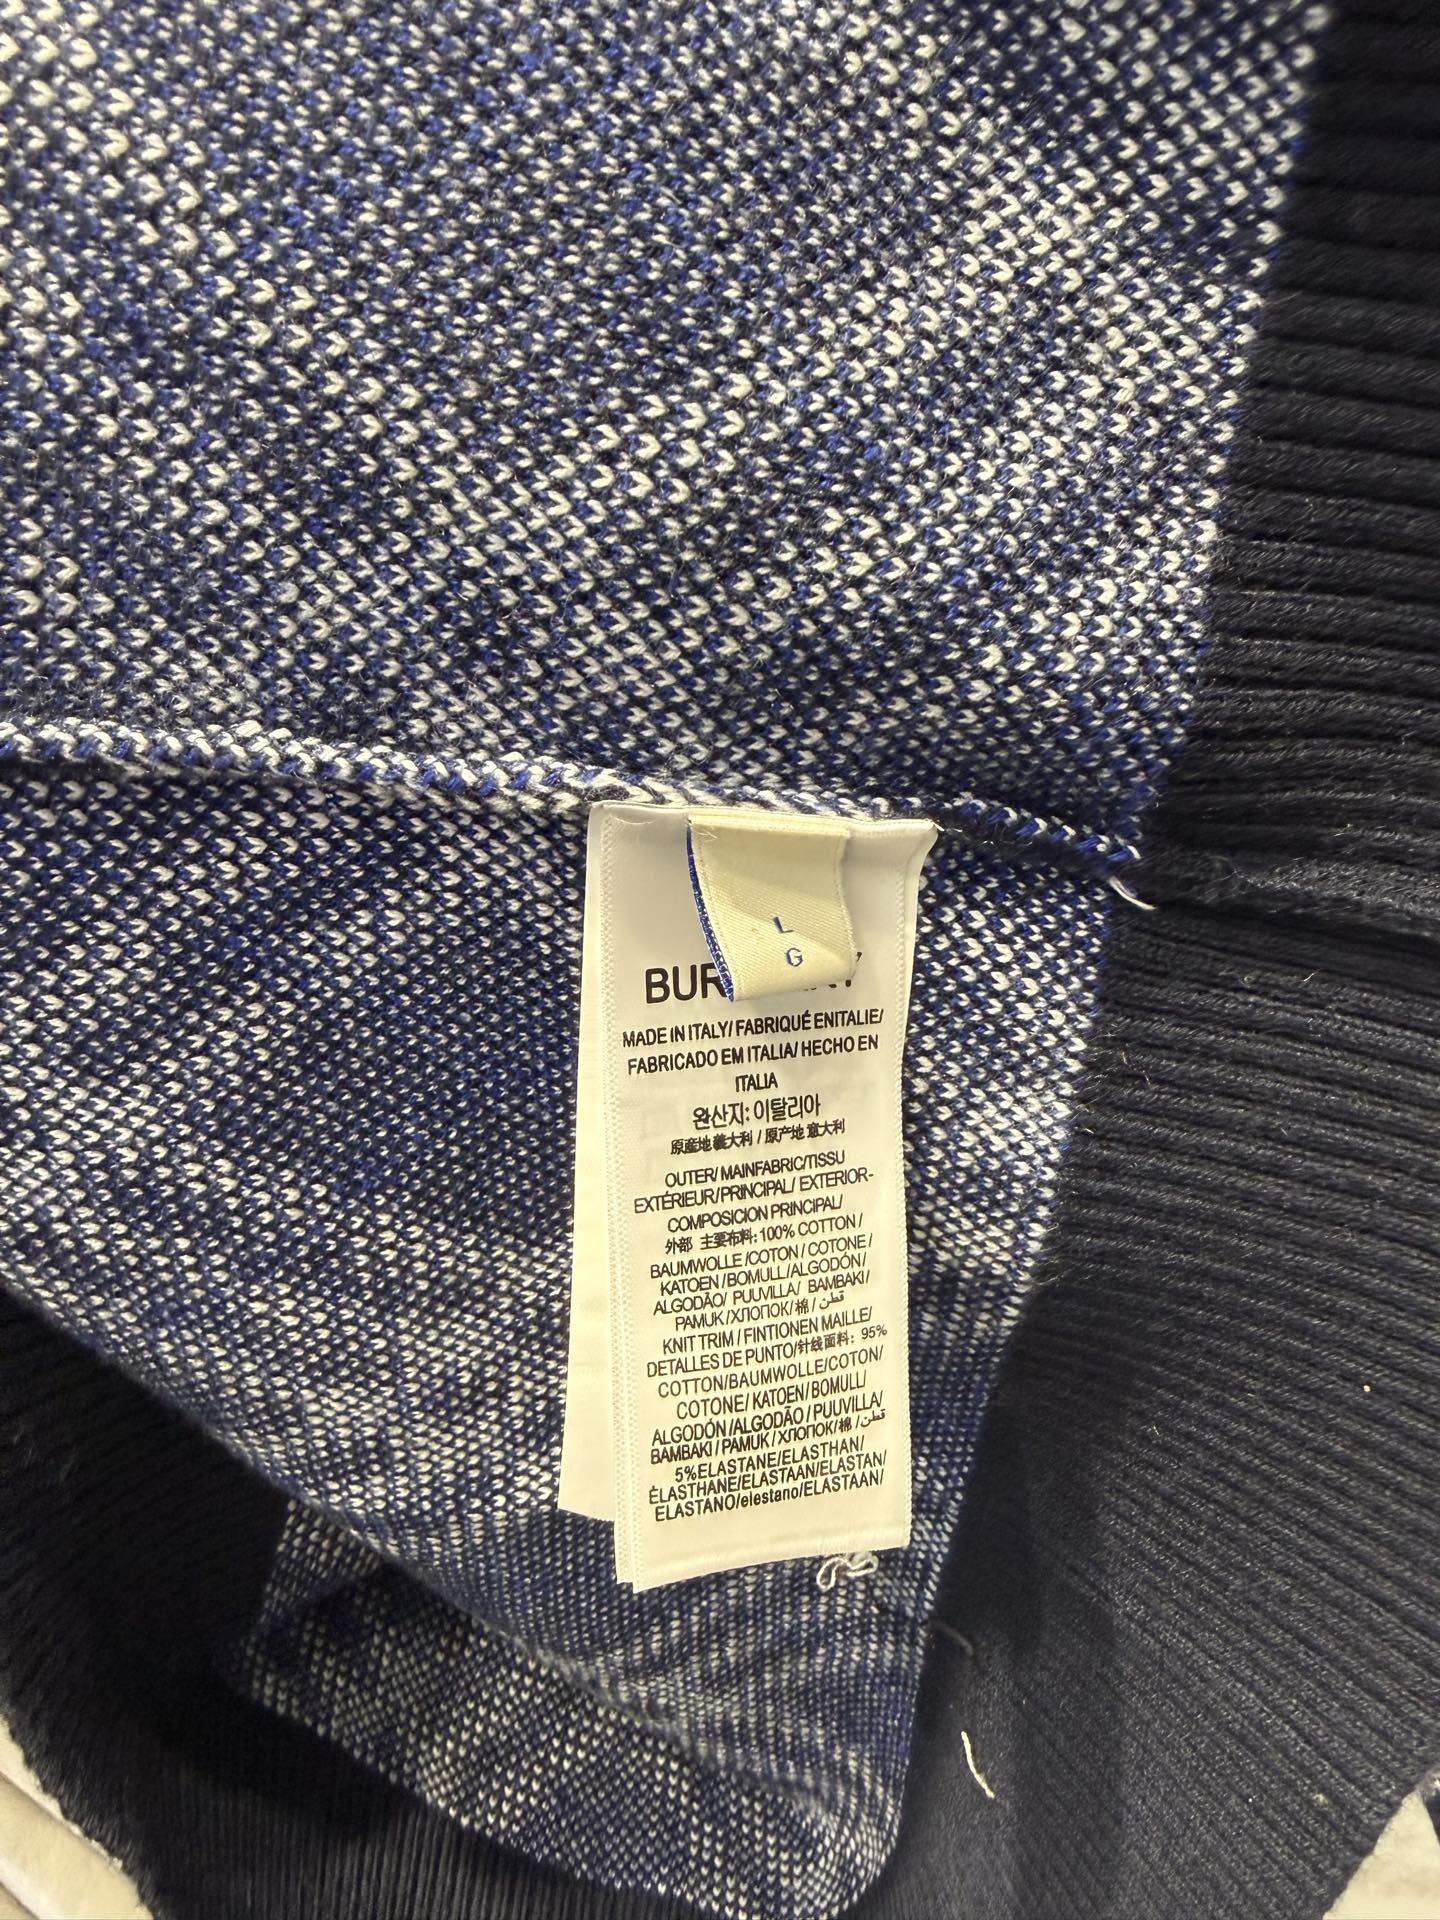 L
G
BUR
MADE IN ITALY/ FABRIQUÉ ENITALIE/
FABRICADO EM ITALIA/ HECHO EN
ITALIA
완산지: 이탈리아
原産地 義大利 / 原产地 意大利
OUTER/ MAINFABRIC/TISSU
EXTÉRIEUR/PRINCIPAL/ EXTERIOR-
COMPOSICION PRINCIPAL/
外部 主要布料: 100% COTTON /
BAUMWOLLE /COTON / COTONE /
KATOEN /BOMULL/ALGODÓN/
ALGODÃO/ PUUVILLA/ BAMBAKI/
PAMUK /ХЛОПОК/棉 / قطن /
KNIT TRIM / FINTIONEN MAILLE/
DETALLES DE PUNTO/针线面料: 95%
COTTON/BAUMWOLLE/COTON/
COTONE/ KATOEN/ BOMULL/
ALGODÓN /ALGODÃO / PUUVILLA/
BAMBAKI / PAMUK / ХЛОПОК/棉 / قطن /
5%ELASTANE/ELASTHAN/
ÉLASTHANE/ELASTAAN/ELASTAN/
ELASTANO/elestano/ELASTAAN/